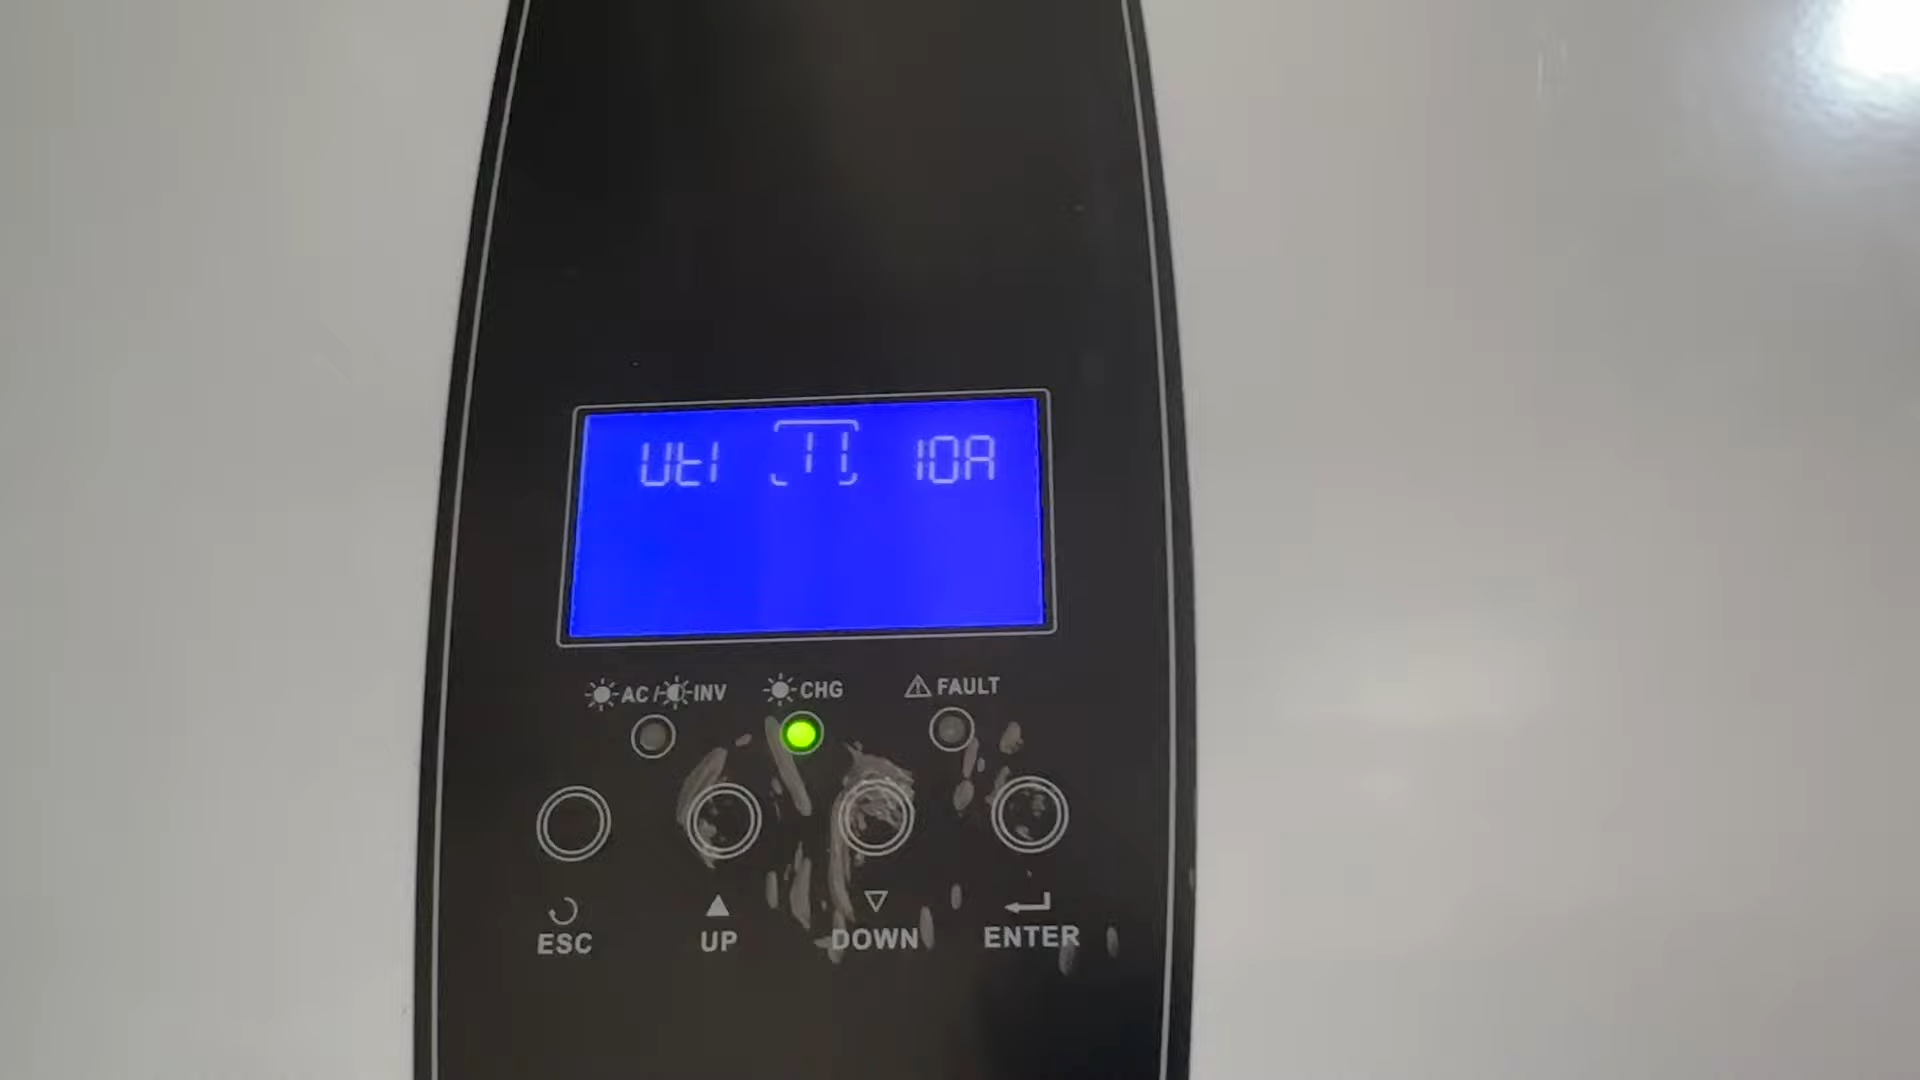 UtI 11 10A
AC / INV CHG FAULT
ESC UP DOWN ENTER